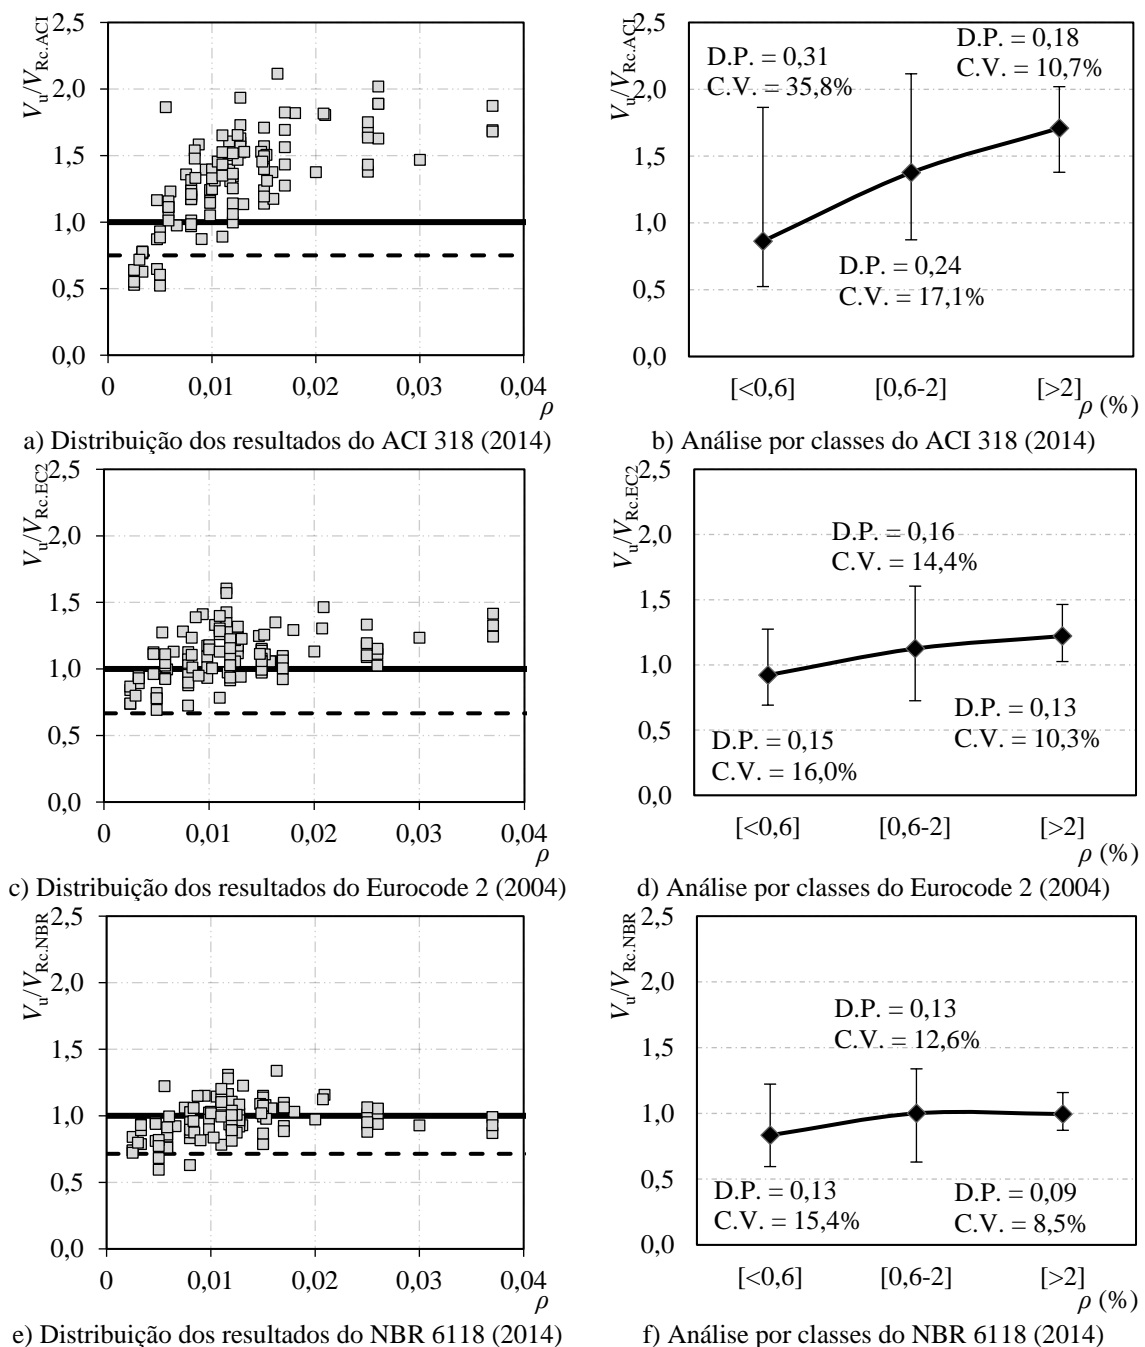 V_u/V_Rc.ACI
2,5
2,0
1,5
1,0
0,5
0,0
0
0,01
0,02
0,03
0,04
ρ
a) Distribuição dos resultados do ACI 318 (2014)
V_u/V_Rc.ACI
2,5
2,0
1,5
1,0
0,5
0,0
D.P. = 0,31
C.V. = 35,8%
D.P. = 0,18
C.V. = 10,7%
D.P. = 0,24
C.V. = 17,1%
[<0,6]
[0,6-2]
[>2]
ρ (%)
b) Análise por classes do ACI 318 (2014)
V_u/V_Rc.EC2
2,5
2,0
1,5
1,0
0,5
0,0
0
0,01
0,02
0,03
0,04
ρ
c) Distribuição dos resultados do Eurocode 2 (2004)
V_u/V_Rc.EC2
2,5
2,0
1,5
1,0
0,5
0,0
D.P. = 0,16
C.V. = 14,4%
D.P. = 0,15
C.V. = 16,0%
D.P. = 0,13
C.V. = 10,3%
[<0,6]
[0,6-2]
[>2]
ρ (%)
d) Análise por classes do Eurocode 2 (2004)
V_u/V_Rc.NBR
2,5
2,0
1,5
1,0
0,5
0,0
0
0,01
0,02
0,03
0,04
ρ
e) Distribuição dos resultados do NBR 6118 (2014)
V_u/V_Rc.NBR
2,5
2,0
1,5
1,0
0,5
0,0
D.P. = 0,13
C.V. = 12,6%
D.P. = 0,13
C.V. = 15,4%
D.P. = 0,09
C.V. = 8,5%
[<0,6]
[0,6-2]
[>2]
ρ (%)
f) Análise por classes do NBR 6118 (2014)